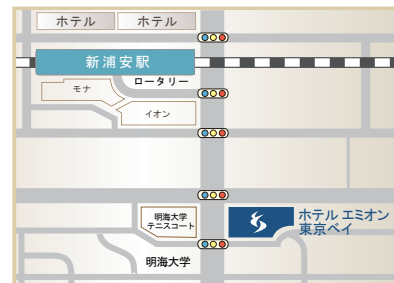 ホテル
ホテル
新浦安駅
ロータリー
モナ
イオン
明海大学
テニスコート
ホテル エミオン
東京ベイ
明海大学